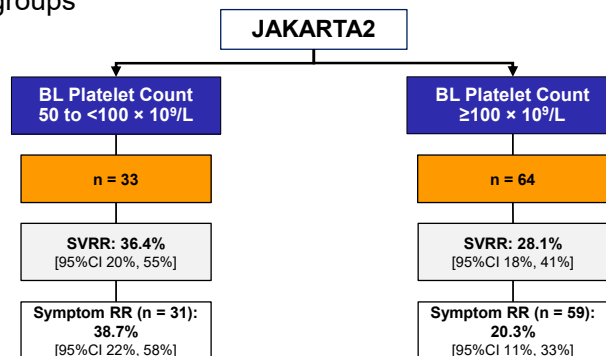 groups
JAKARTA2
BL Platelet Count
50 to <100 × 10⁹/L
BL Platelet Count
≥100 × 10⁹/L
n = 33
n = 64
SVRR: 36.4%
[95%CI 20%, 55%]
SVRR: 28.1%
[95%CI 18%, 41%]
Symptom RR (n = 31):
38.7%
[95%CI 22%, 58%]
Symptom RR (n = 59):
20.3%
[95%CI 11%, 33%]